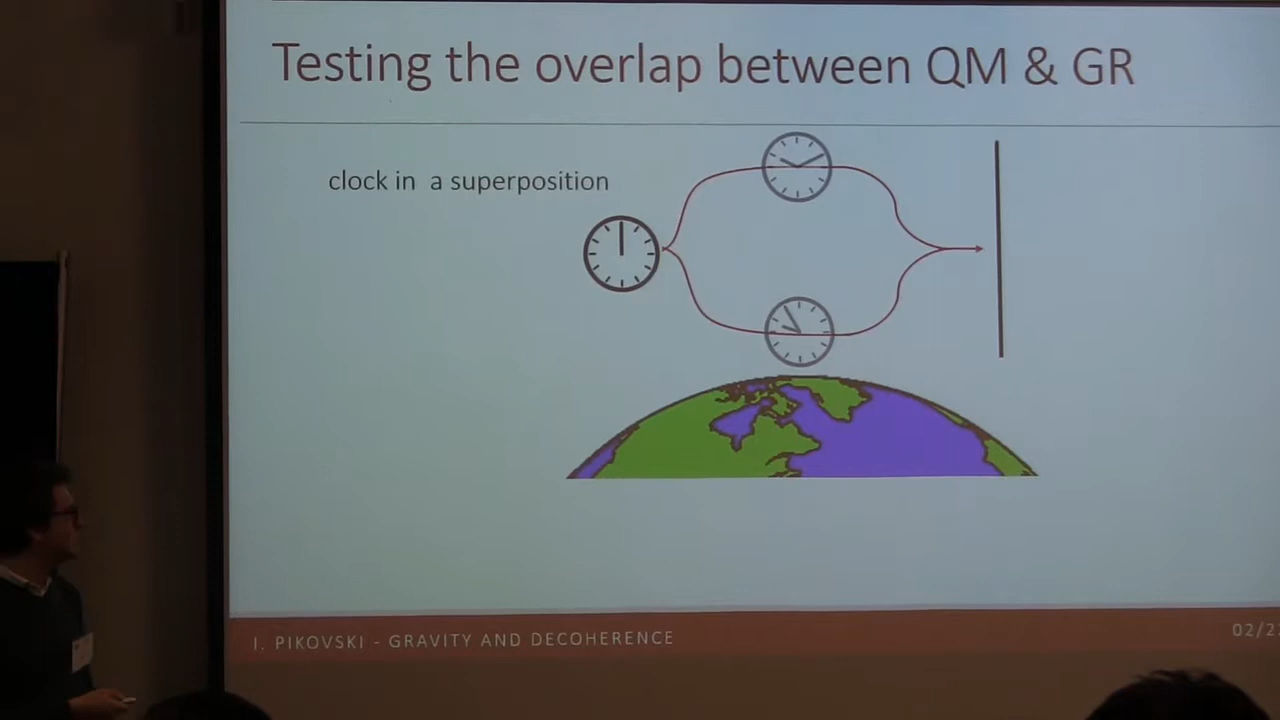 Testing the overlap between QM & GR
clock in a superposition
I. PIKOVSKI - GRAVITY AND DECOHERENCE
02/2